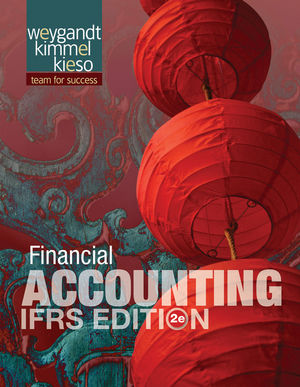 weygandt
kimmel
kieso
team for success
Financial
ACCOUNTING
IFRS EDITION
2e